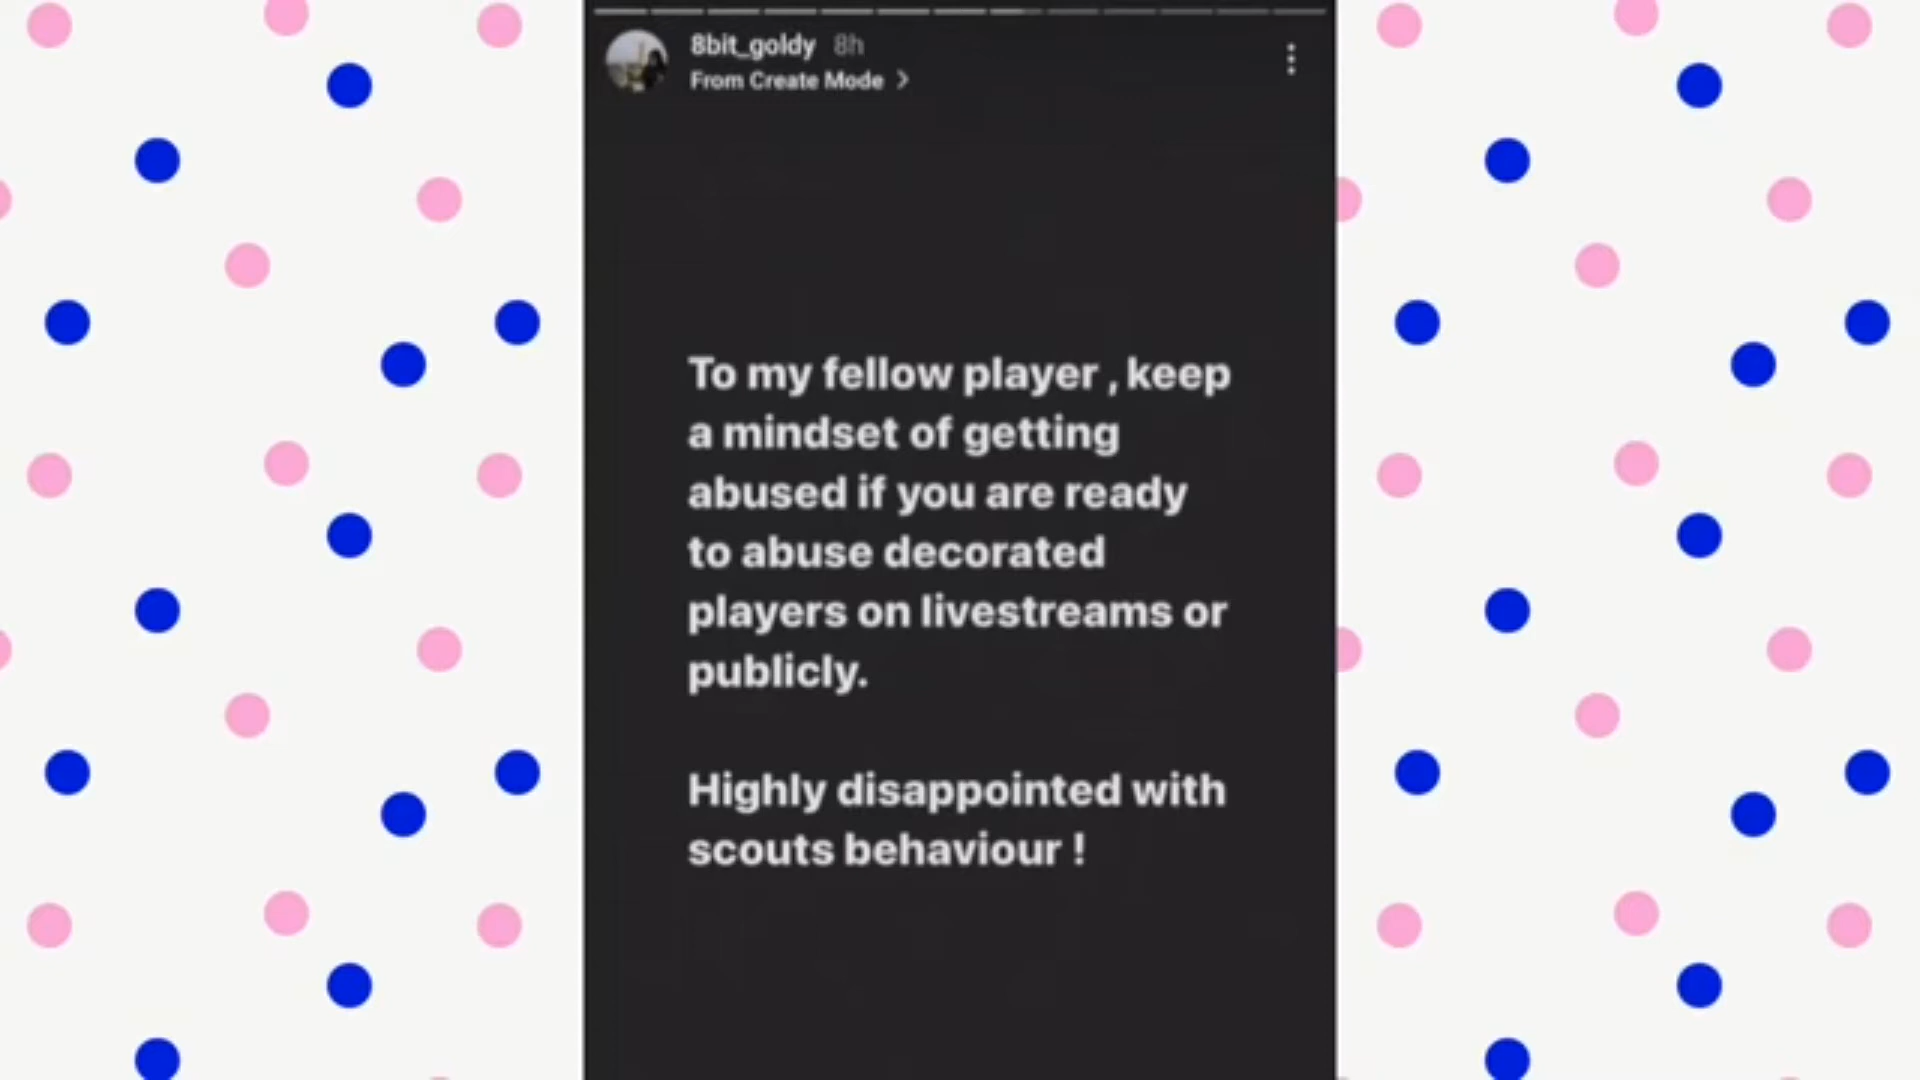 8bit_goldy 8h
From Create Mode >
To my fellow player , keep
a mindset of getting
abused if you are ready
to abuse decorated
players on livestreams or
publicly.
Highly disappointed with
scouts behaviour !